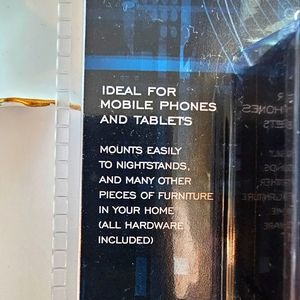 IDEAL FOR
MOBILE PHONES
AND TABLETS
MOUNTS EASILY
TO NIGHTSTANDS,
AND MANY OTHER
PIECES OF FURNITURE
IN YOUR HOME
(ALL HARDWARE
INCLUDED)